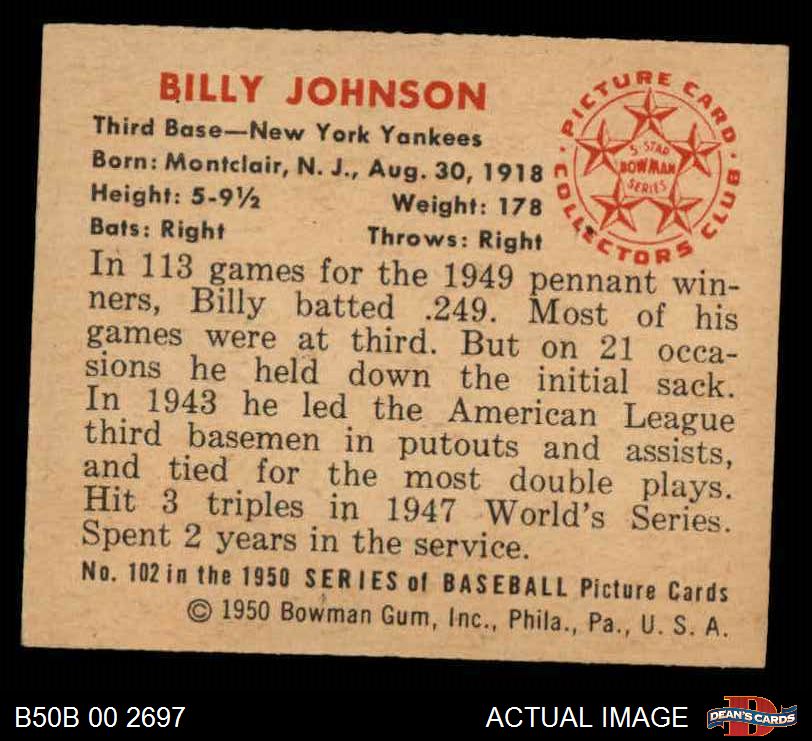 BILLY JOHNSON
Third Base—New York Yankees
Born: Montclair, N. J., Aug. 30, 1918
Height: 5-9½ Weight: 178
Bats: Right Throws: Right
PICTURE CARD
COLLECTORS CLUB
5-STAR
BOWMAN
SERIES
In 113 games for the 1949 pennant win-
ners, Billy batted .249. Most of his
games were at third. But on 21 occa-
sions he held down the initial sack.
In 1943 he led the American League
third basemen in putouts and assists,
and tied for the most double plays.
Hit 3 triples in 1947 World's Series.
Spent 2 years in the service.
No. 102 in the 1950 SERIES of BASEBALL Picture Cards
© 1950 Bowman Gum, Inc., Phila., Pa., U. S. A.
B50B 00 2697 ACTUAL IMAGE
D
DEAN'S CARDS